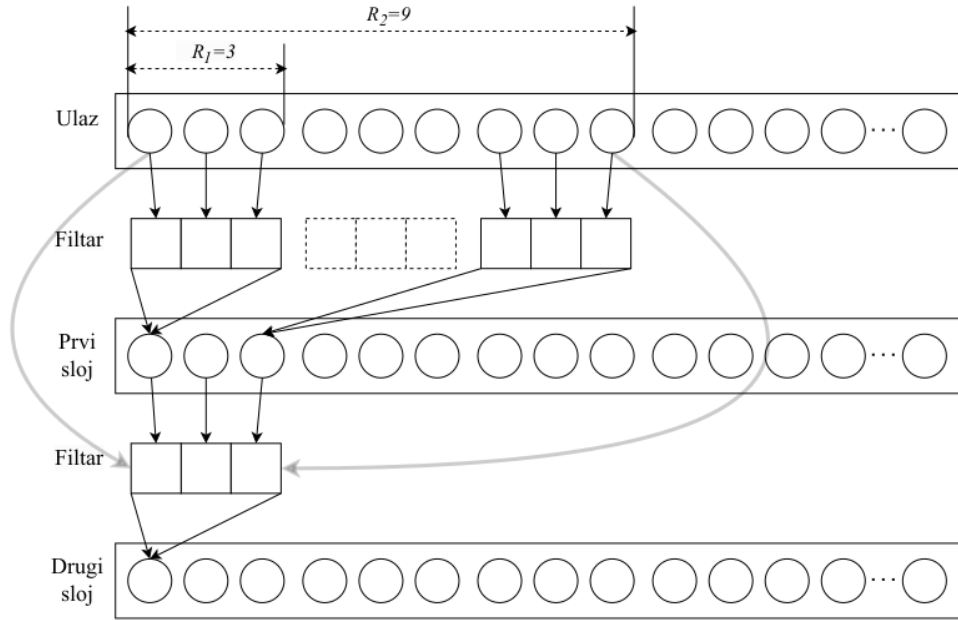 R₂=9
R₁=3
Ulaz
...
Filtar
Prvi
sloj
...
Filtar
Drugi
sloj
...